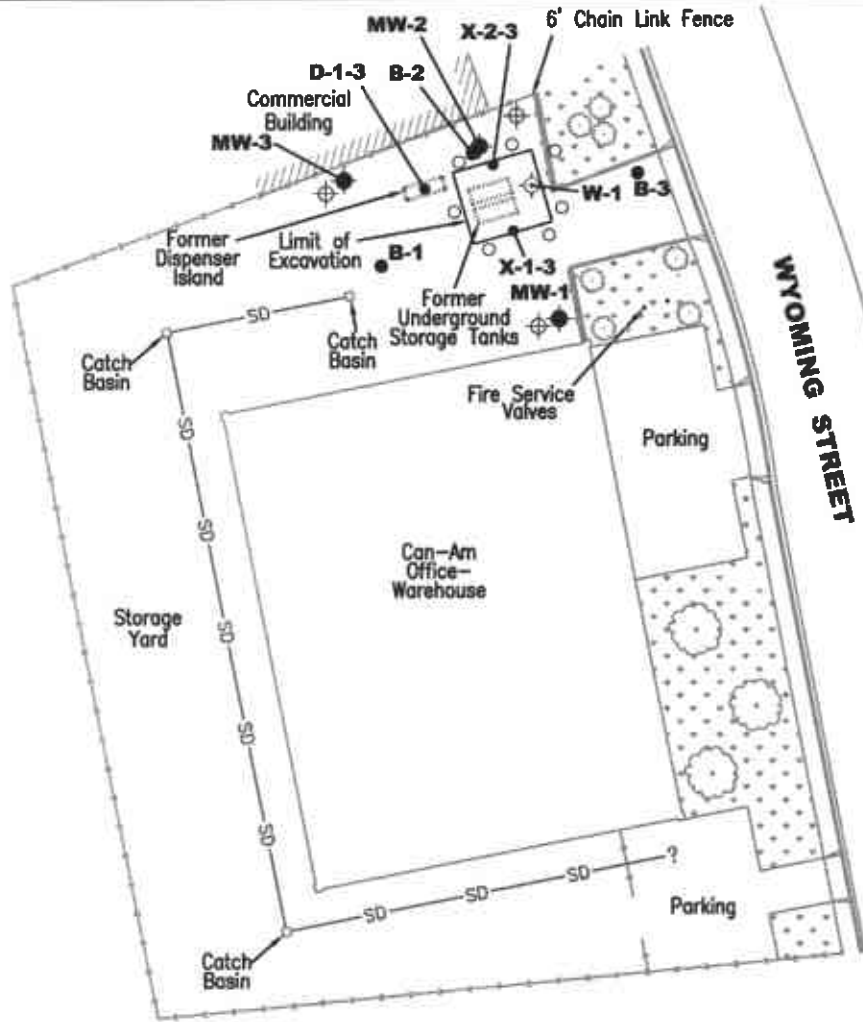 6' Chain Link Fence
MW-2
X-2-3
D-1-3
B-2
Commercial
Building
MW-3
W-1
B-3
Former
Dispenser
Island
Limit of
Excavation
B-1
X-1-3
MW-1
Former
Underground
Storage Tanks
SD
Catch
Basin
Catch
Basin
Fire Service
Valves
WYOMING STREET
Parking
SD
SD
SD
SD
SD
Can-Am
Office-
Warehouse
Storage
Yard
SD
SD
SD
?
Parking
Catch
Basin